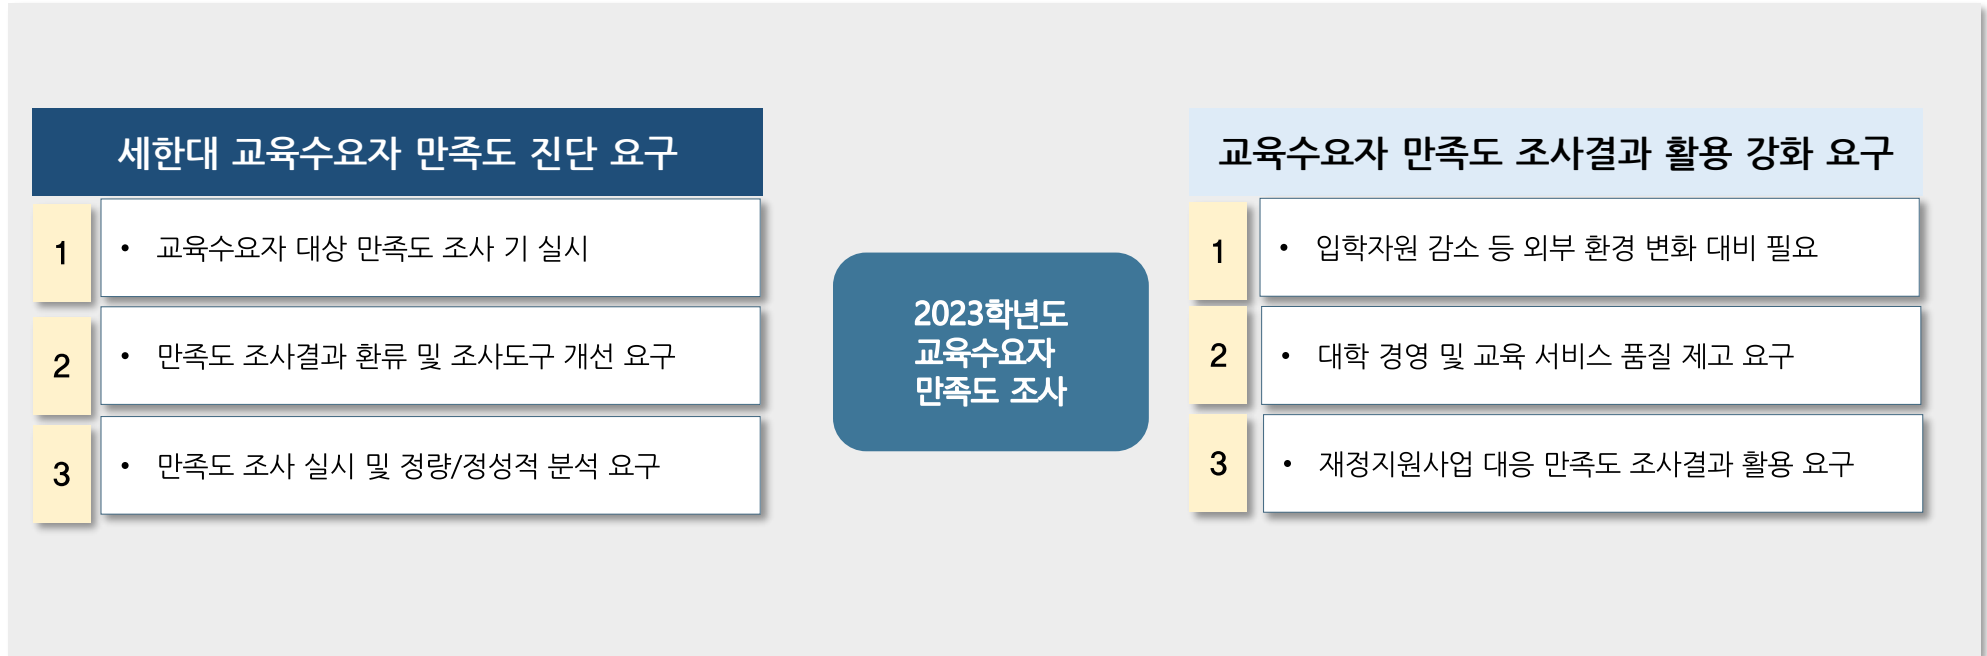 세한대 교육수요자 만족도 진단 요구
1
• 교육수요자 대상 만족도 조사 기 실시
2
• 만족도 조사결과 환류 및 조사도구 개선 요구
3
• 만족도 조사 실시 및 정량/정성적 분석 요구
2023학년도
교육수요자
만족도 조사
교육수요자 만족도 조사결과 활용 강화 요구
1
• 입학자원 감소 등 외부 환경 변화 대비 필요
2
• 대학 경영 및 교육 서비스 품질 제고 요구
3
• 재정지원사업 대응 만족도 조사결과 활용 요구